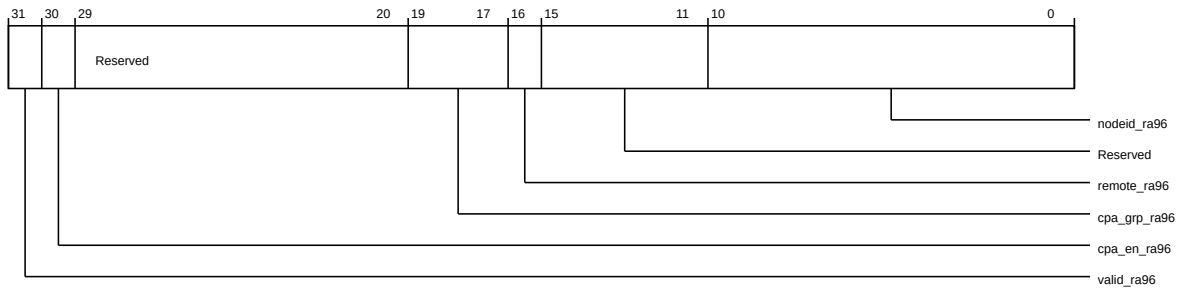 31 30 29 20 19 17 16 15 11 10 0
Reserved
nodeid_ra96
Reserved
remote_ra96
cpa_grp_ra96
cpa_en_ra96
valid_ra96